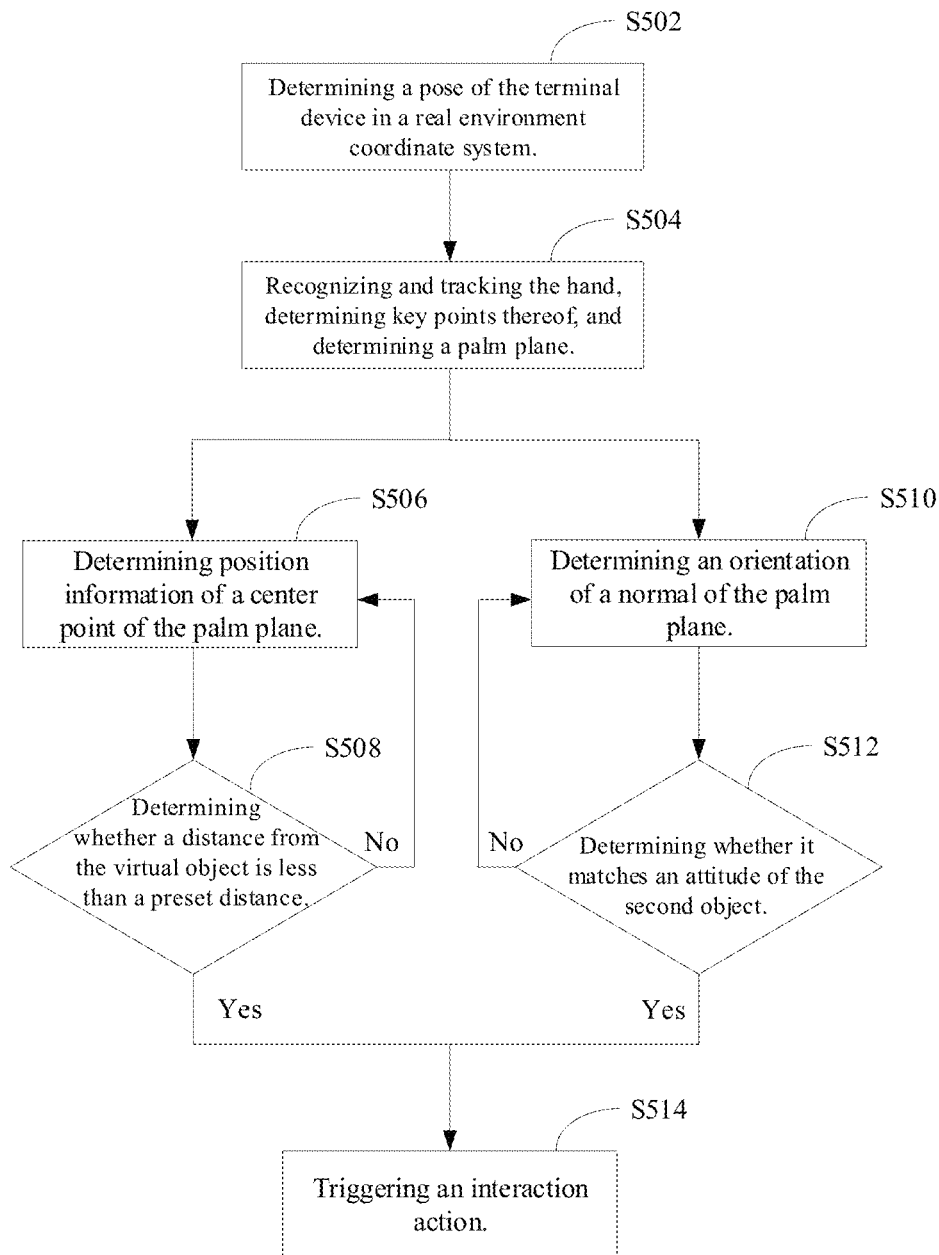 S502
Determining a pose of the terminal
device in a real environment
coordinate system.
S504
Recognizing and tracking the hand,
determining key points thereof, and
determining a palm plane.
S506
Determining position
information of a center
point of the palm plane.
S510
Determining an orientation
of a normal of the palm
plane.
S508
Determining
whether a distance from
the virtual object is less
than a preset distance.
No
S512
Determining whether it
matches an attitude of the
second object.
No
Yes
Yes
S514
Triggering an interaction
action.